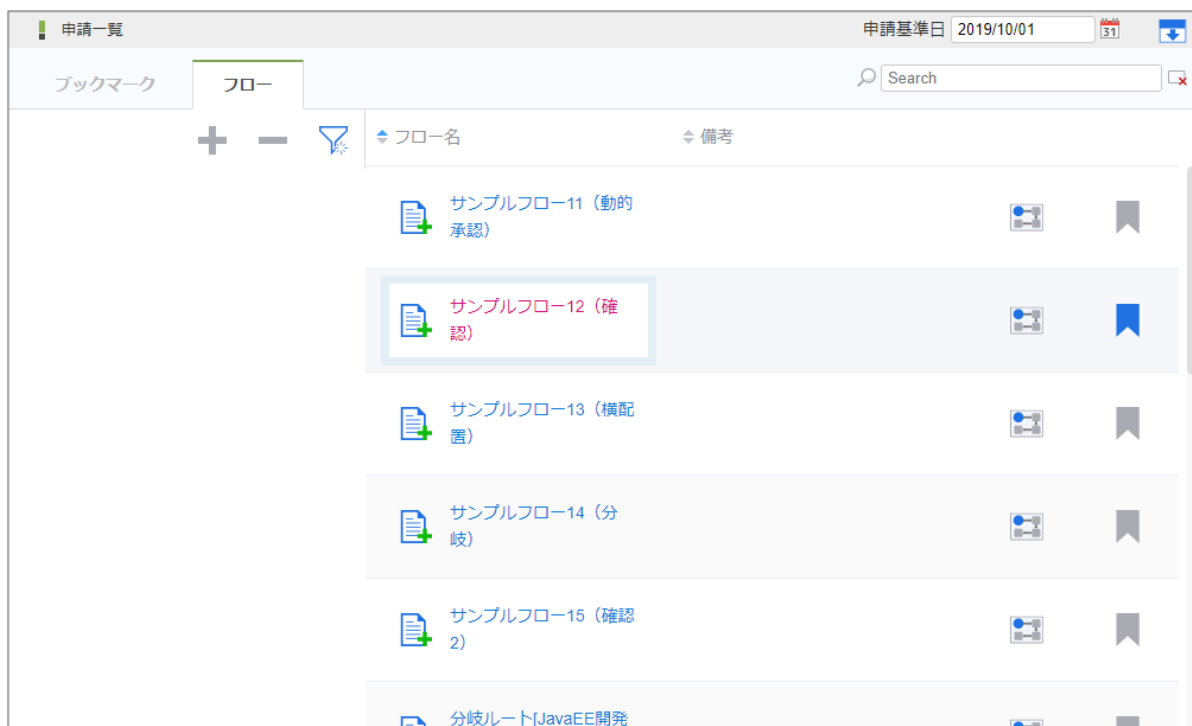 申請一覧
申請基準日 2019/10/01 31
ブックマーク フロー Search
フロー名 備考
サンプルフロー11（動的
承認）
サンプルフロー12（確
認）
サンプルフロー13（横配
置）
サンプルフロー14（分
岐）
サンプルフロー15（確認
2）
分岐ルート[JavaEE開発